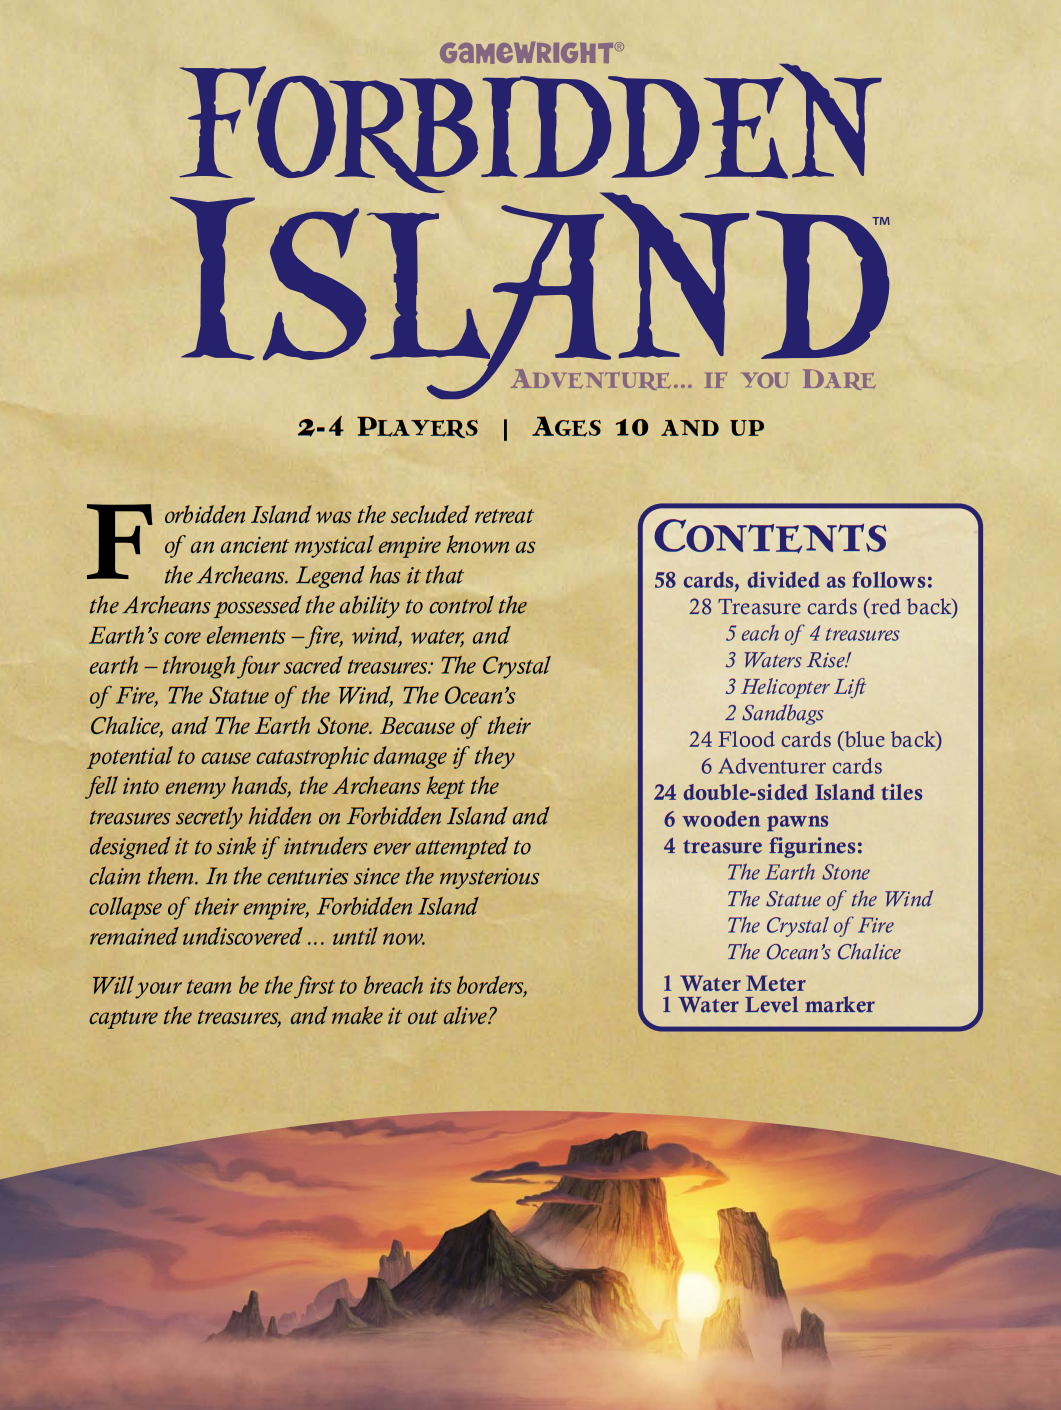 GAMEWRIGHT®
FORBIDDEN
ISLAND™
ADVENTURE... IF YOU DARE
2-4 PLAYERS | AGES 10 AND UP
Forbidden Island was the secluded retreat
of an ancient mystical empire known as
the Archeans. Legend has it that
the Archeans possessed the ability to control the
Earth's core elements – fire, wind, water, and
earth – through four sacred treasures: The Crystal
of Fire, The Statue of the Wind, The Ocean's
Chalice, and The Earth Stone. Because of their
potential to cause catastrophic damage if they
fell into enemy hands, the Archeans kept the
treasures secretly hidden on Forbidden Island and
designed it to sink if intruders ever attempted to
claim them. In the centuries since the mysterious
collapse of their empire, Forbidden Island
remained undiscovered ... until now.
Will your team be the first to breach its borders,
capture the treasures, and make it out alive?
CONTENTS
58 cards, divided as follows:
28 Treasure cards (red back)
5 each of 4 treasures
3 Waters Rise!
3 Helicopter Lift
2 Sandbags
24 Flood cards (blue back)
6 Adventurer cards
24 double-sided Island tiles
6 wooden pawns
4 treasure figurines:
The Earth Stone
The Statue of the Wind
The Crystal of Fire
The Ocean's Chalice
1 Water Meter
1 Water Level marker